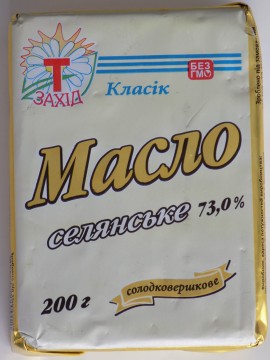 Т
ЗАХІД
БЕЗ
ГМО
Класік
Масло
селянське 73,0%
200 г
солодковершкове